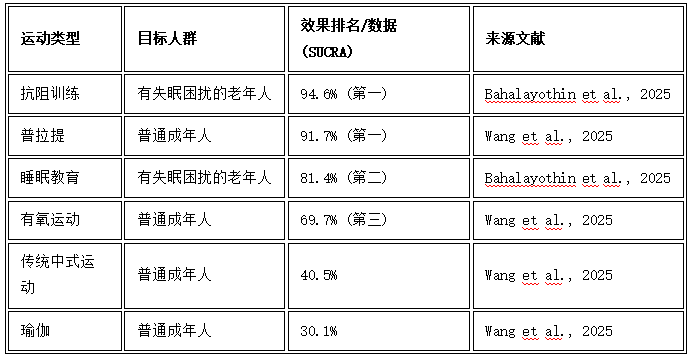 运动类型 目标人群 效果排名/数据 (SUCRA) 来源文献
抗阻训练 有失眠困扰的老年人 94.6% (第一) Bahalayothin et al., 2025
普拉提 普通成年人 91.7% (第一) Wang et al., 2025
睡眠教育 有失眠困扰的老年人 81.4% (第二) Bahalayothin et al., 2025
有氧运动 普通成年人 69.7% (第三) Wang et al., 2025
传统中式运动 普通成年人 40.5% Wang et al., 2025
瑜伽 普通成年人 30.1% Wang et al., 2025